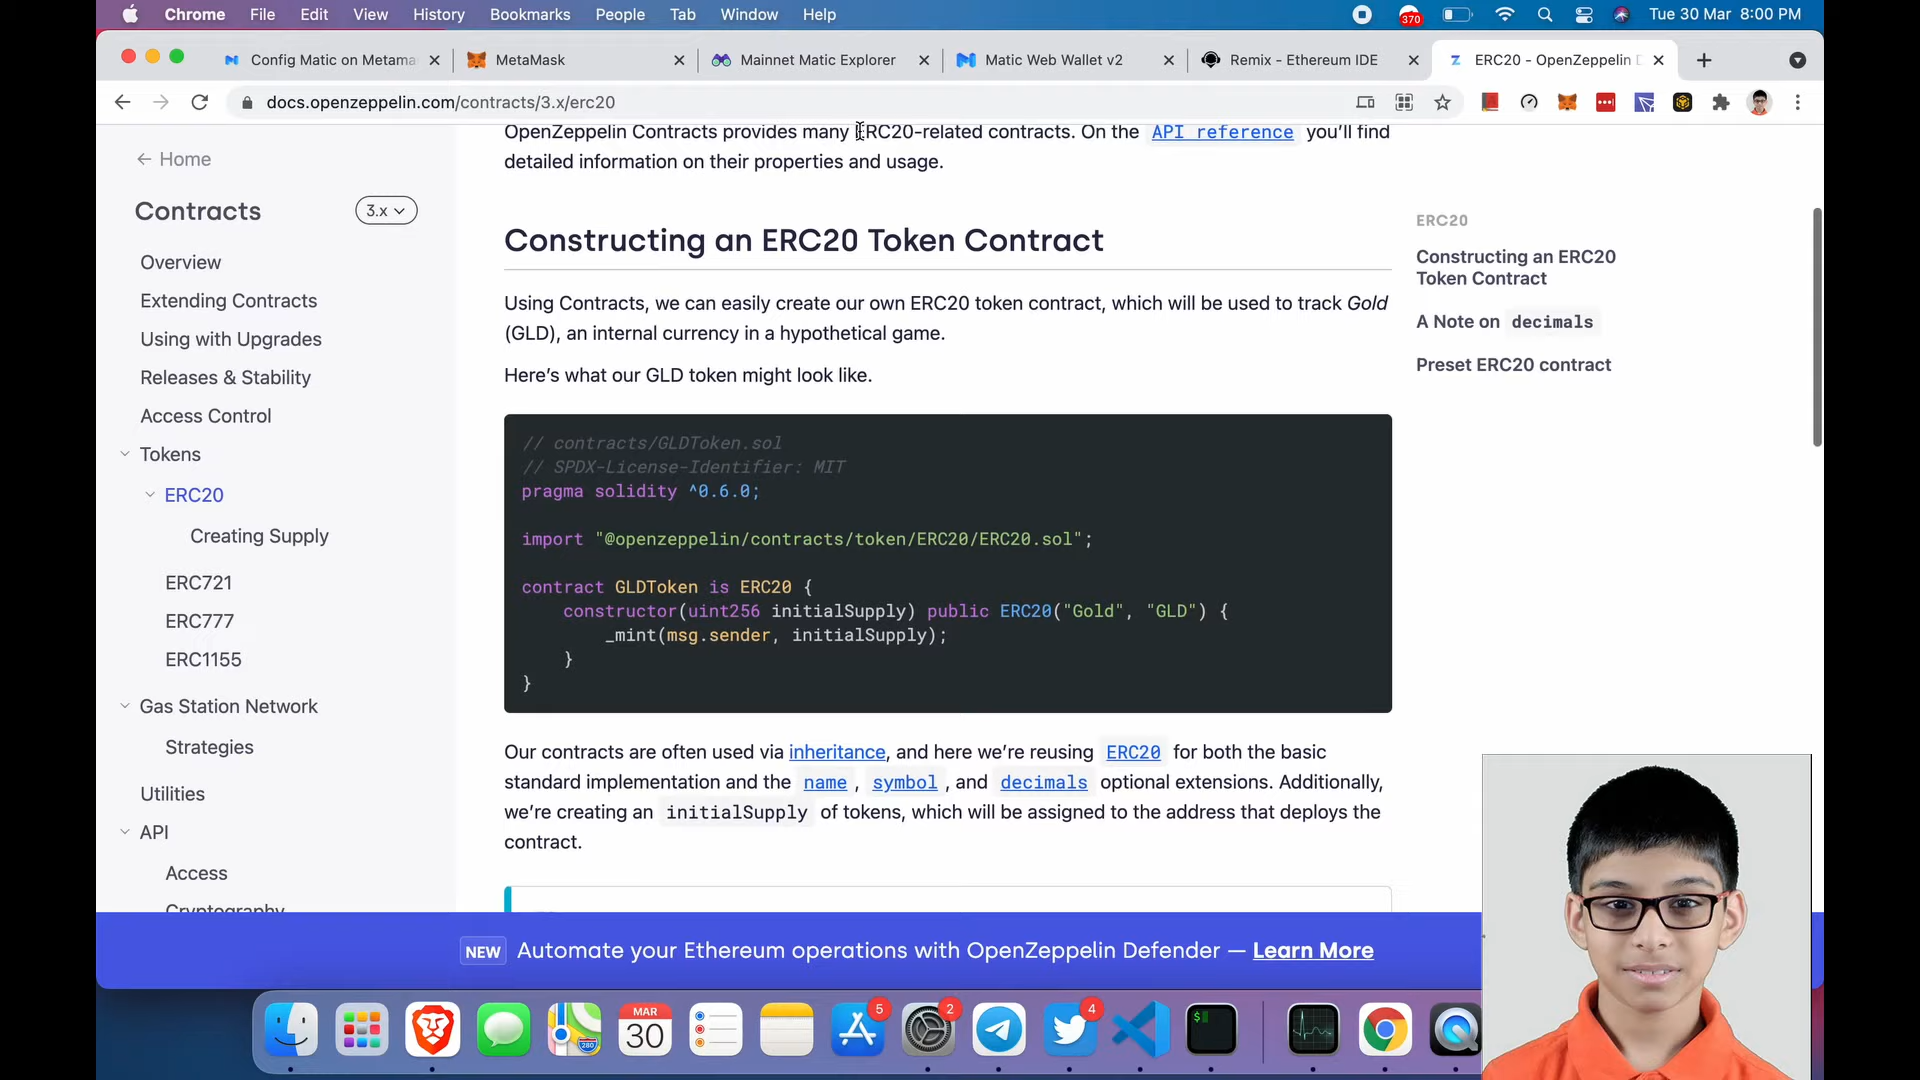 Chrome File Edit View History Bookmarks People Tab Window Help
370
Tue 30 Mar 8:00 PM
Config Matic on Metama
MetaMask
Mainnet Matic Explorer
Matic Web Wallet v2
Remix - Ethereum IDE
ERC20 - OpenZeppelin D
docs.openzeppelin.com/contracts/3.x/erc20
OpenZeppelin Contracts provides many ERC20-related contracts. On the API reference you’ll find
detailed information on their properties and usage.
← Home
Contracts
3.x
Overview
Extending Contracts
Using with Upgrades
Releases & Stability
Access Control
Tokens
ERC20
Creating Supply
ERC721
ERC777
ERC1155
Gas Station Network
Strategies
Utilities
API
Access
Cryptography
Constructing an ERC20 Token Contract
Using Contracts, we can easily create our own ERC20 token contract, which will be used to track Gold
(GLD), an internal currency in a hypothetical game.
Here’s what our GLD token might look like.
// contracts/GLDToken.sol
// SPDX-License-Identifier: MIT
pragma solidity ^0.6.0;
import "@openzeppelin/contracts/token/ERC20/ERC20.sol";
contract GLDToken is ERC20 {
constructor(uint256 initialSupply) public ERC20("Gold", "GLD") {
_mint(msg.sender, initialSupply);
}
}
Our contracts are often used via inheritance, and here we’re reusing ERC20 for both the basic
standard implementation and the name , symbol , and decimals optional extensions. Additionally,
we’re creating an initialSupply of tokens, which will be assigned to the address that deploys the
contract.
ERC20
Constructing an ERC20
Token Contract
A Note on decimals
Preset ERC20 contract
NEW Automate your Ethereum operations with OpenZeppelin Defender — Learn More
280
MAR
30
5
2
4
$